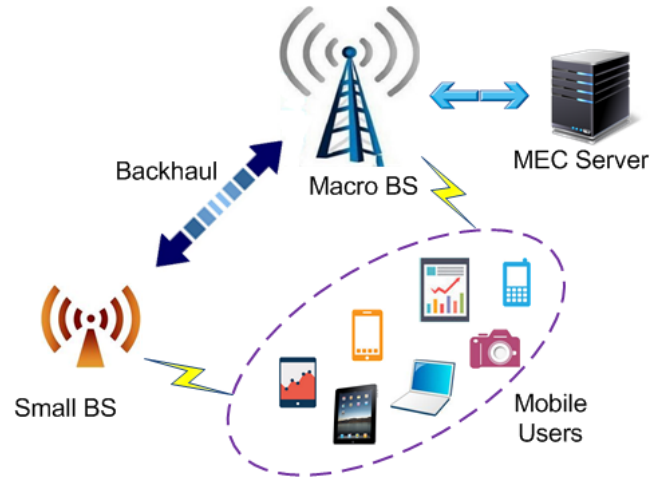 MEC Server
Backhaul
Macro BS
Small BS
Mobile
Users